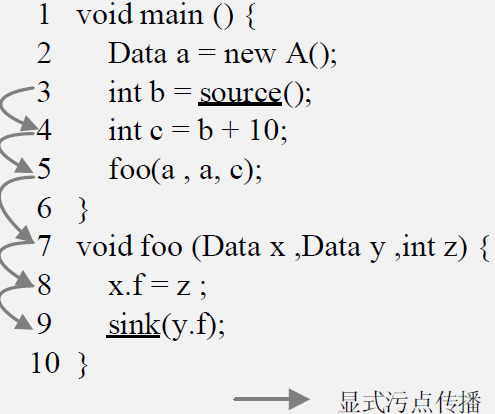 1 void main () {
2 Data a = new A();
3 int b = source();
4 int c = b + 10;
5 foo(a , a, c);
6 }
7 void foo (Data x ,Data y ,int z) {
8 x.f = z ;
9 sink(y.f);
10 }
显式污点传播